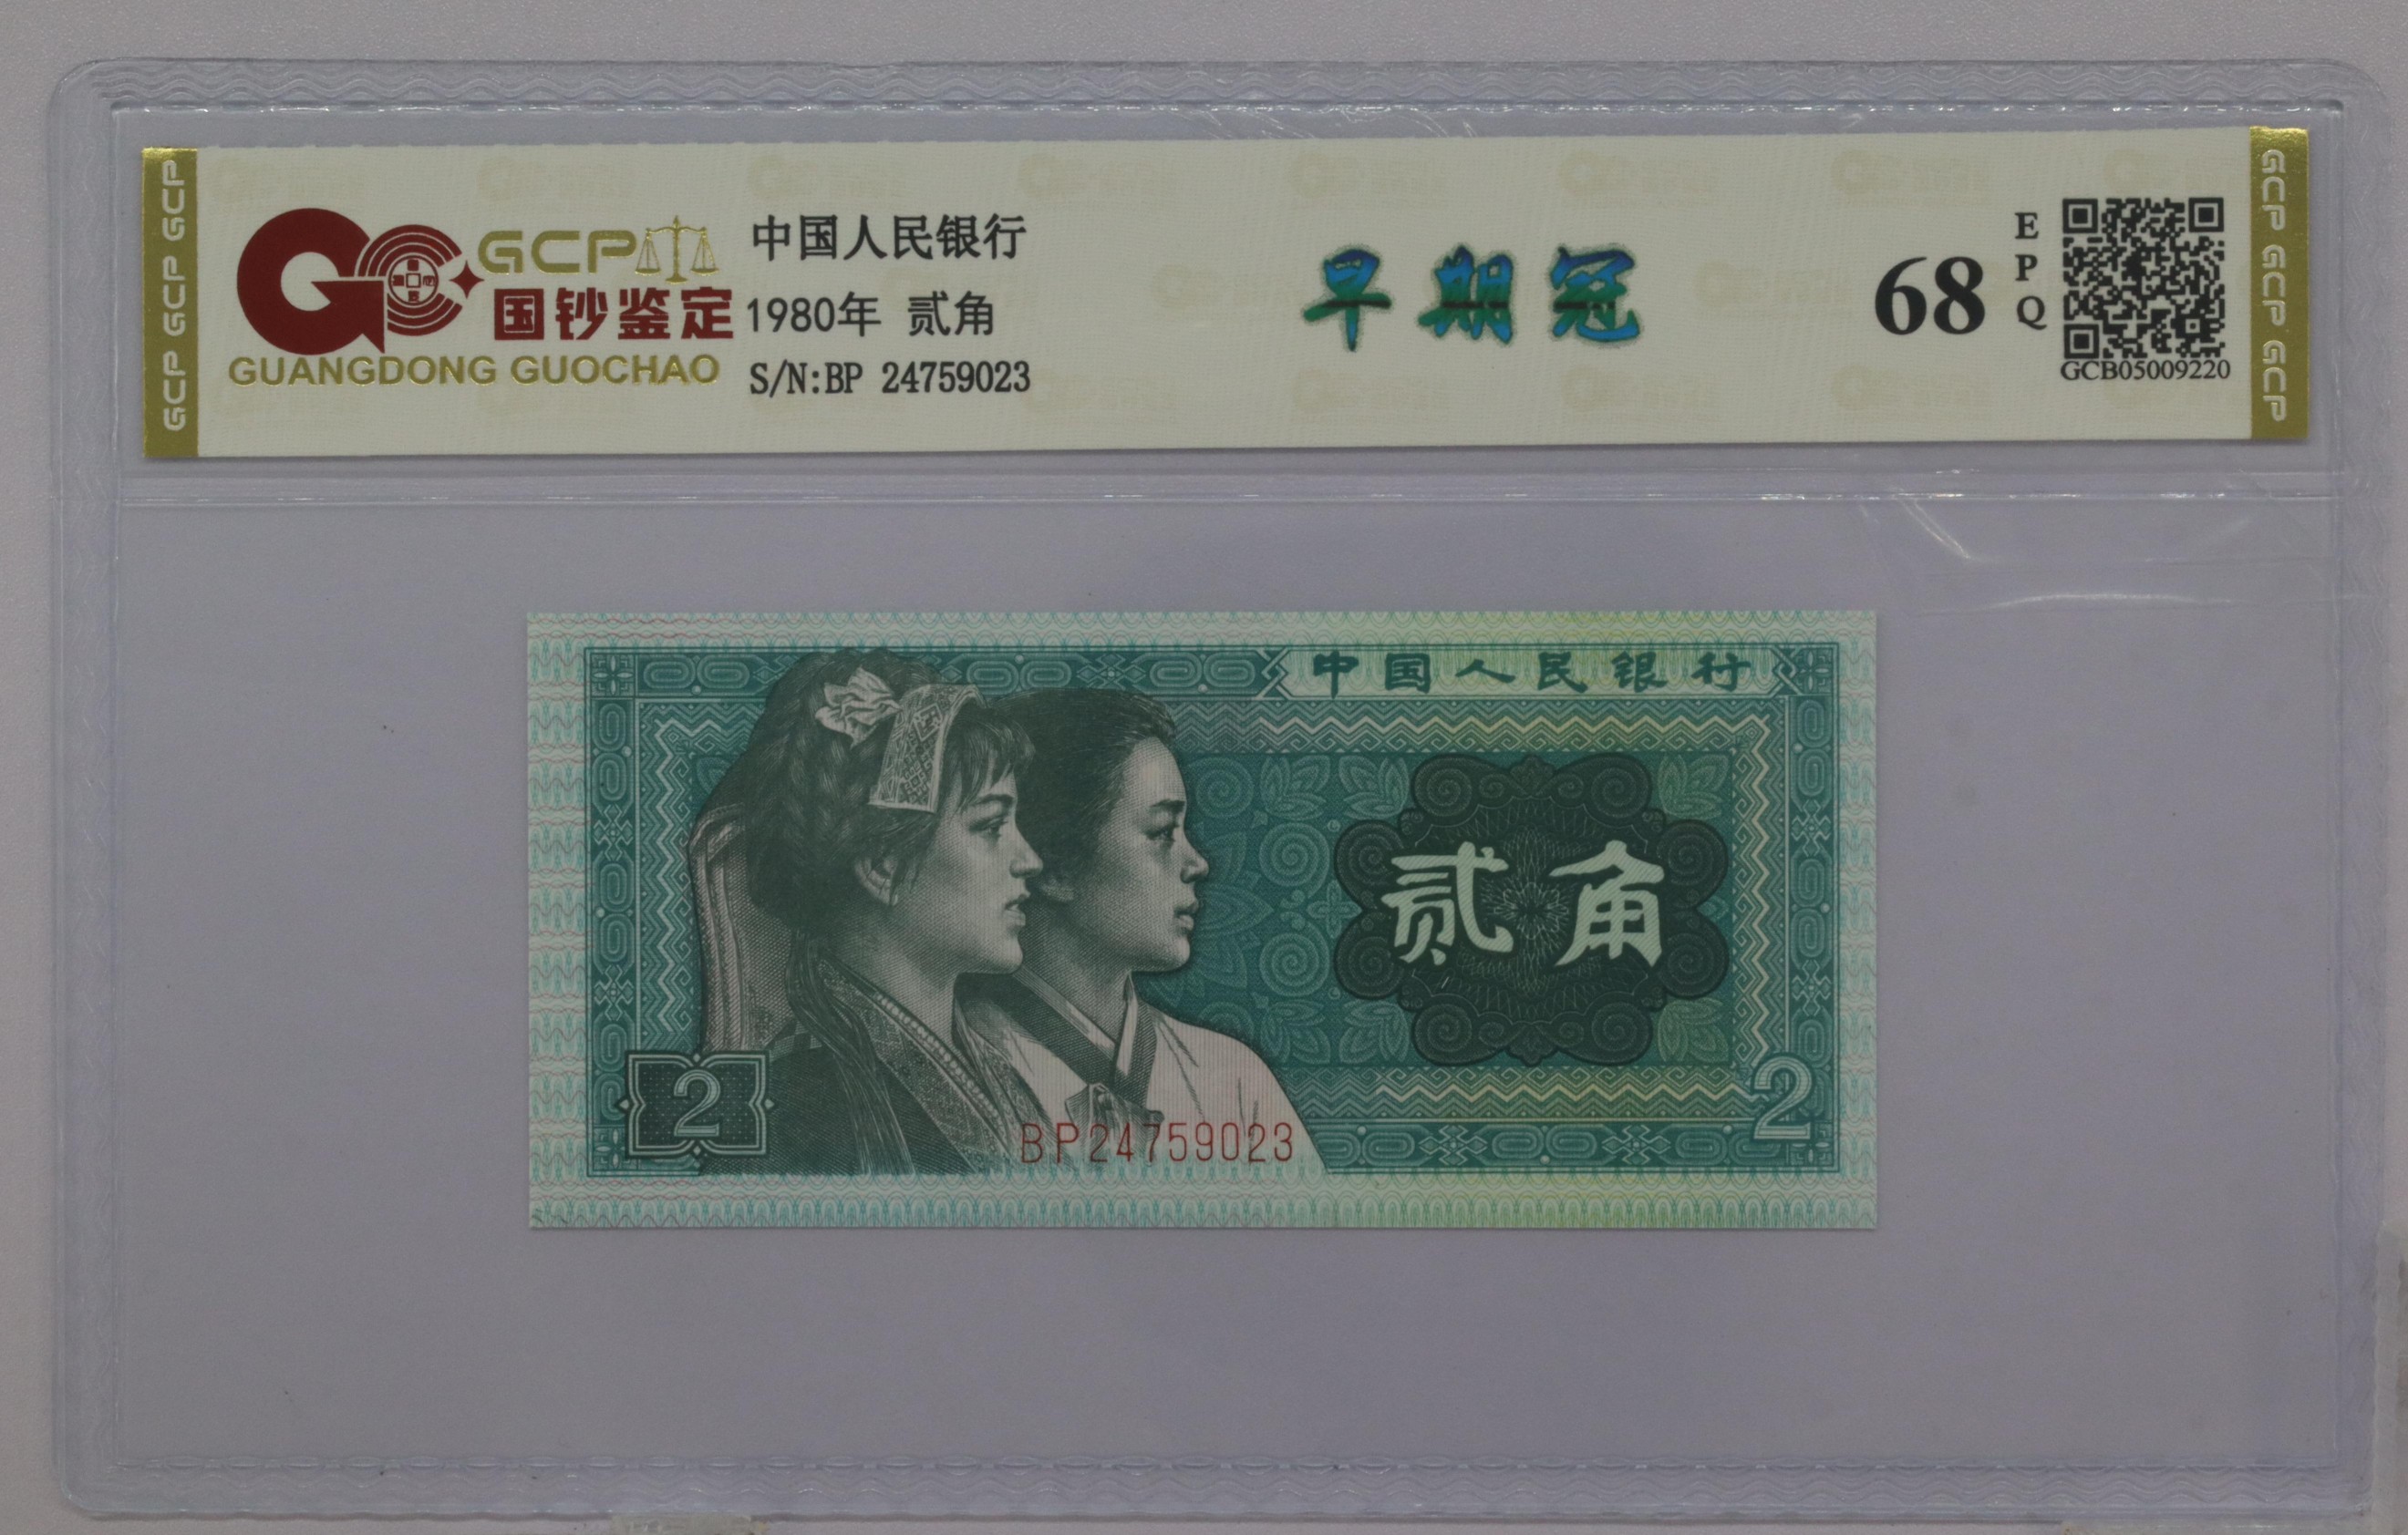 GCP GCP GCP
GCP
国钞鉴定
GUANGDONG GUOCHAO
中国人民银行
1980年 贰角
S/N:BP 24759023
早期冠
68
EPQ
GCB05009220
GCP GCP GCP
中国人民银行
贰角
2
2
BP24759023